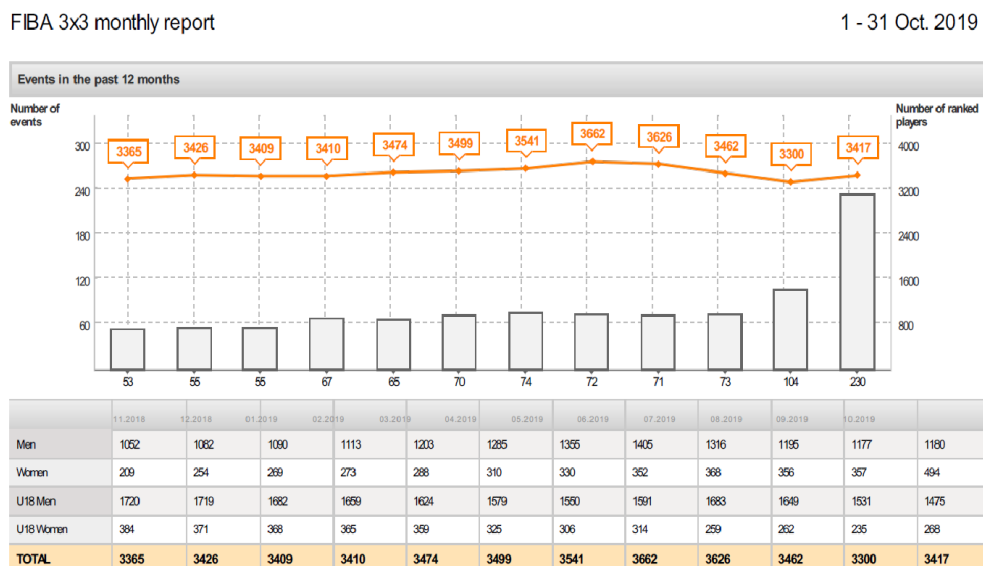 FIBA 3x3 monthly report 1 - 31 Oct. 2019
Events in the past 12 months
Number of events Number of ranked players
3365 3426 3409 3410 3474 3499 3541 3662 3626 3462 3300 3417
300 4000
240 3200
180 2400
120 1600
60 800
53 55 55 67 65 70 74 72 71 73 104 230
11.2018 12.2018 01.2019 02.2019 03.2019 04.2019 05.2019 06.2019 07.2019 08.2019 09.2019 10.2019
Men 1052 1082 1090 1113 1203 1285 1355 1405 1316 1195 1177 1180
Women 209 254 269 273 288 310 330 352 368 356 357 494
U18 Men 1720 1719 1682 1659 1624 1579 1550 1591 1683 1649 1531 1475
U18 Women 384 371 368 365 359 325 306 314 259 262 235 268
TOTAL 3365 3426 3409 3410 3474 3499 3541 3662 3626 3462 3300 3417